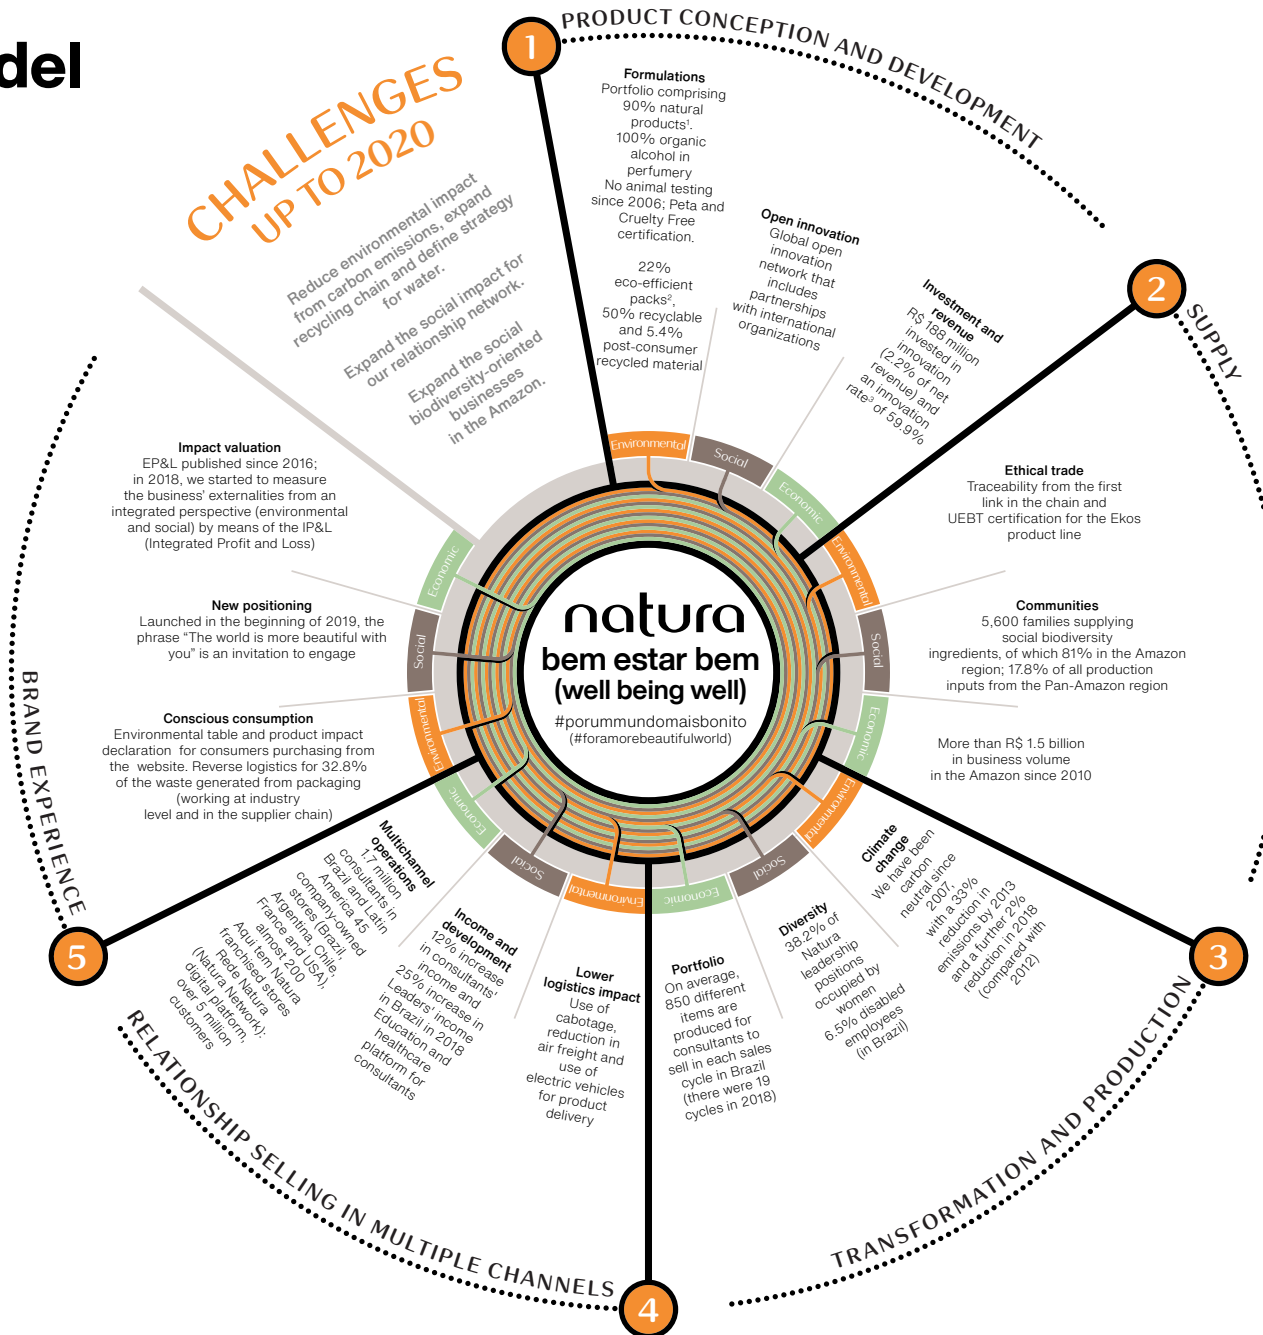 del
CHALLENGES
UP TO 2020
Reduce environmental impact
from carbon emissions, expand
recycling chain and define strategy
for water.
Expand the social impact for
our relationship network.
Expand the social
biodiversity-oriented
businesses
in the Amazon.
1
PRODUCT CONCEPTION AND DEVELOPMENT
Formulations
Portfolio comprising
90% natural
products¹.
100% organic
alcohol in
perfumery
No animal testing
since 2006; Peta and
Cruelty Free
certification.
22%
eco-efficient
packs²,
50% recyclable
and 5.4%
post-consumer
recycled material
Open innovation
Global open
innovation
network that
includes
partnerships
with international
organizations
Investment and
revenue
R$ 188 million
invested in
innovation
(2.2% of net
revenue) and
an innovation
rate³ of 59.9%
Environmental
Social
Economic
2
SUPPLY
Ethical trade
Traceability from the first
link in the chain and
UEBT certification for the Ekos
product line
Communities
5,600 families supplying
social biodiversity
ingredients, of which 81% in the Amazon
region; 17.8% of all production
inputs from the Pan-Amazon region
More than R$ 1.5 billion
in business volume
in the Amazon since 2010
Environmental
Social
Economic
3
TRANSFORMATION AND PRODUCTION
Climate
change
We have been
carbon
neutral since
2007,
with a 33%
reduction in
emissions by 2013
and a further 2%
reduction in 2018
(compared with
2012)
Diversity
38.2% of
Natura
leadership
positions
occupied by
women
6.5% disabled
employees
(in Brazil)
Portfolio
On average,
850 different
items are
produced for
consultants to
sell in each sales
cycle in Brazil
(there were 19
cycles in 2018)
Environmental
Social
Economic
4
RELATIONSHIP SELLING IN MULTIPLE CHANNELS
Lower
logistics impact
Use of
cabotage,
reduction in
air freight and
use of
electric vehicles
for product
delivery
Income and
development
12% increase
in consultants'
income and
25% increase in
Leaders' income
in Brazil in 2018
Education and
healthcare
platform for
consultants
Multichannel
operations
1.7 million
consultants in
Brazil and Latin
America 45
company-owned
stores (Brazil,
Argentina, Chile,
France and USA),
almost 200
Aqui tem Natura
franchised stores
Rede Natura
(Natura Network):
digital platform,
over 5 million
customers
Environmental
Social
Economic
5
BRAND EXPERIENCE
Conscious consumption
Environmental table and product impact
declaration for consumers purchasing from
the website. Reverse logistics for 32.8%
of the waste generated from packaging
(working at industry
level and in the supplier chain)
New positioning
Launched in the beginning of 2019, the
phrase “The world is more beautiful with
you” is an invitation to engage
Impact valuation
EP&L published since 2016;
in 2018, we started to measure
the business' externalities from an
integrated perspective (environmental
and social) by means of the IP&L
(Integrated Profit and Loss)
Environmental
Social
Economic
natura
bem estar bem
(well being well)
#porummundomaisbonito
(#foramorebeautifulworld)